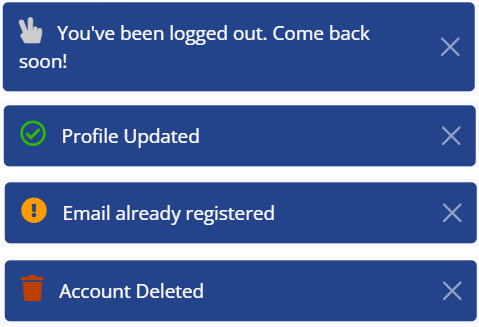 You've been logged out. Come back
soon!
Profile Updated
Email already registered
Account Deleted